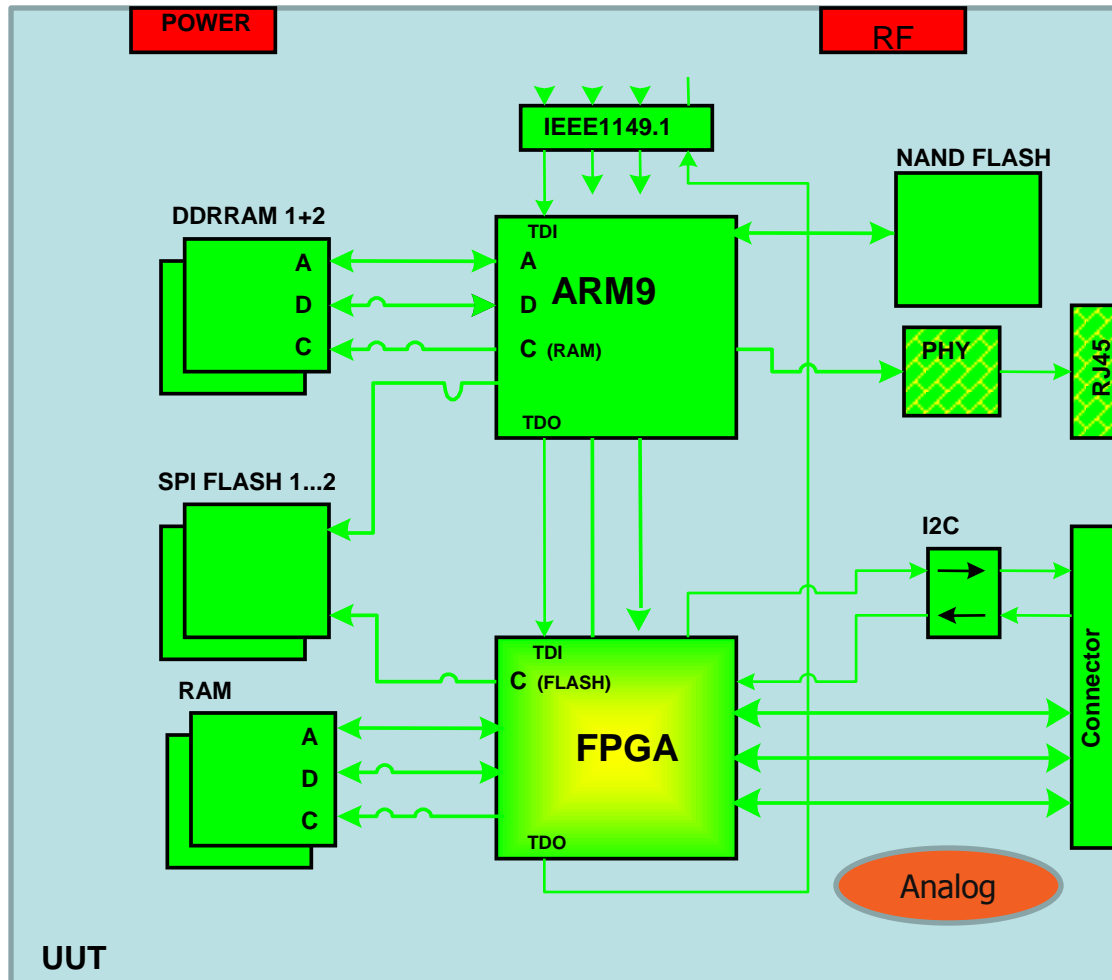 POWER
RF
IEEE1149.1
NAND FLASH
DDRRAM 1+2
TDI
A
A
ARM9
D
D
C
C (RAM)
PHY
RJ45
TDO
SPI FLASH 1...2
I2C
TDI
C (FLASH)
Connector
RAM
A
FPGA
D
C
TDO
Analog
UUT